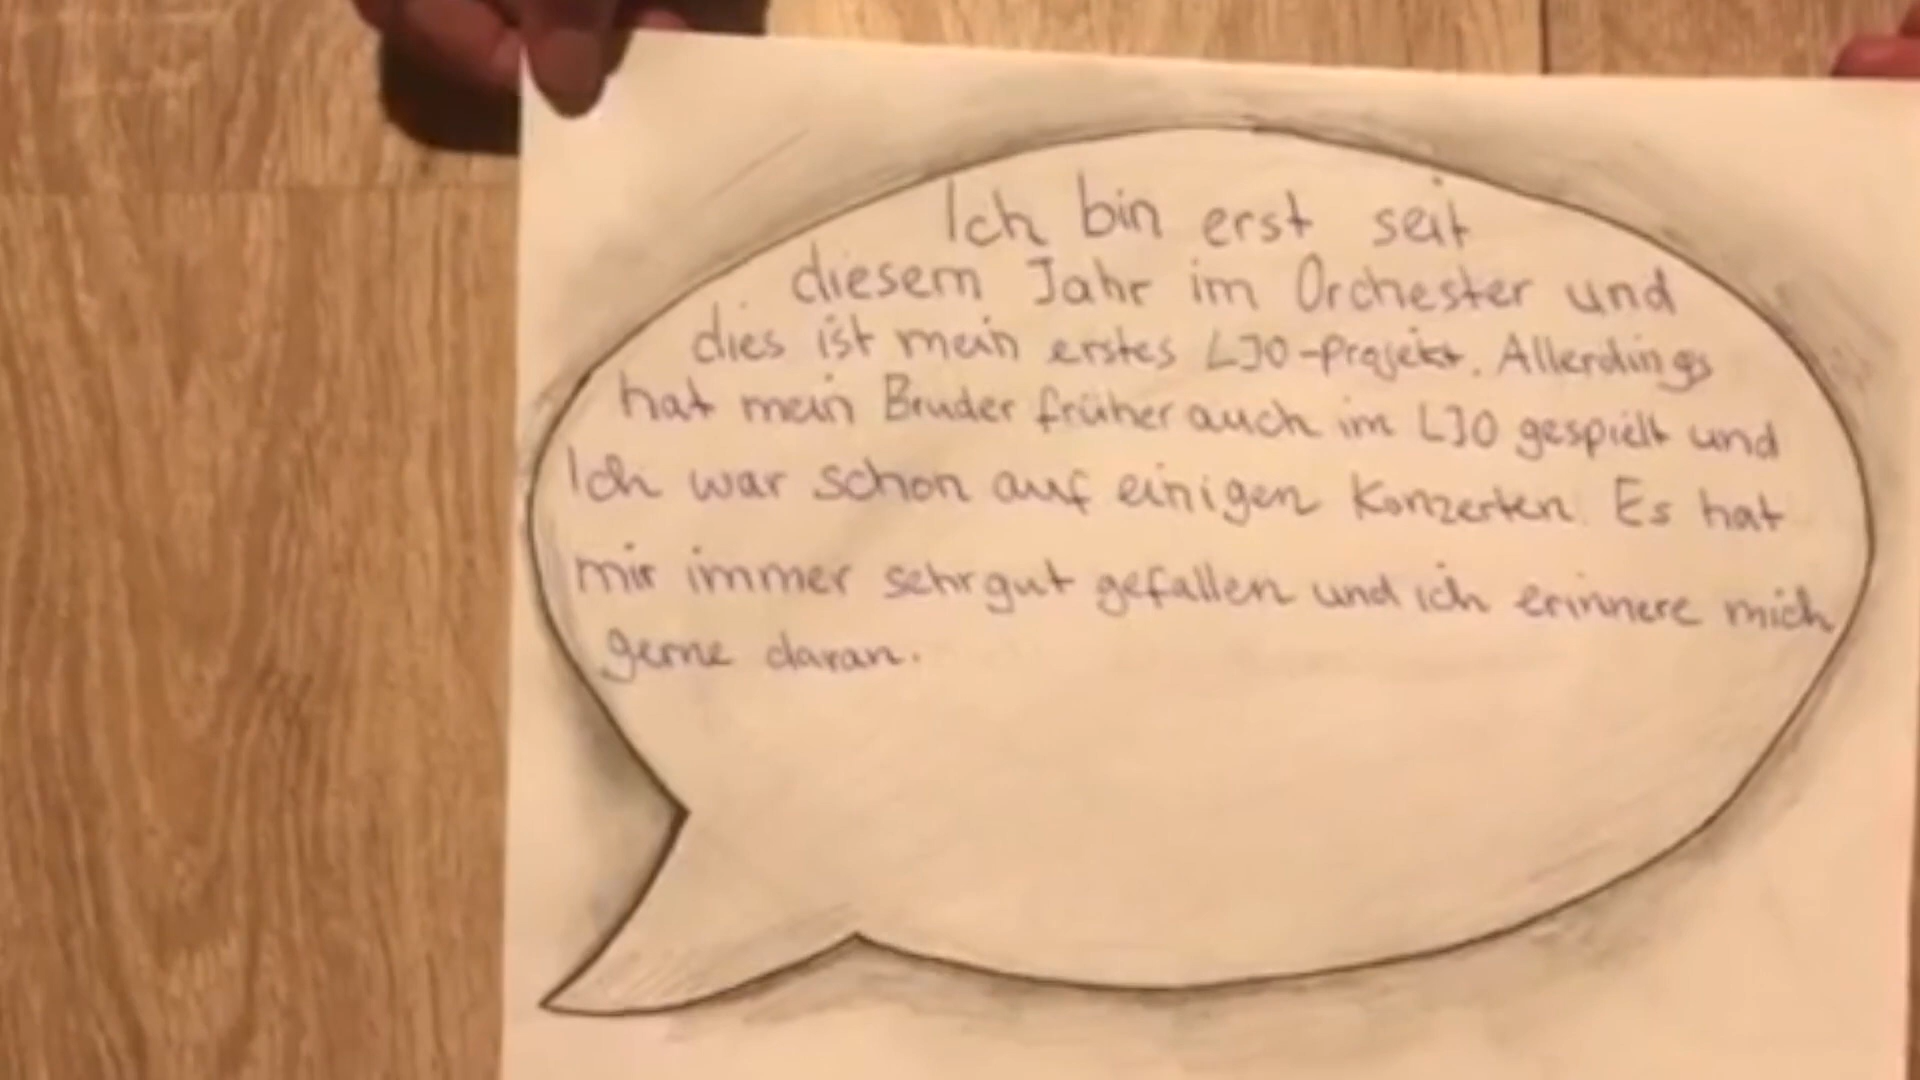 Ich bin erst seit
diesem Jahr im Orchester und
dies ist mein erstes LJO-Projekt. Allerdings
hat mein Bruder früher auch im LJO gespielt und
Ich war schon auf einigen Konzerten. Es hat
mir immer sehr gut gefallen und ich erinnere mich
gerne daran.